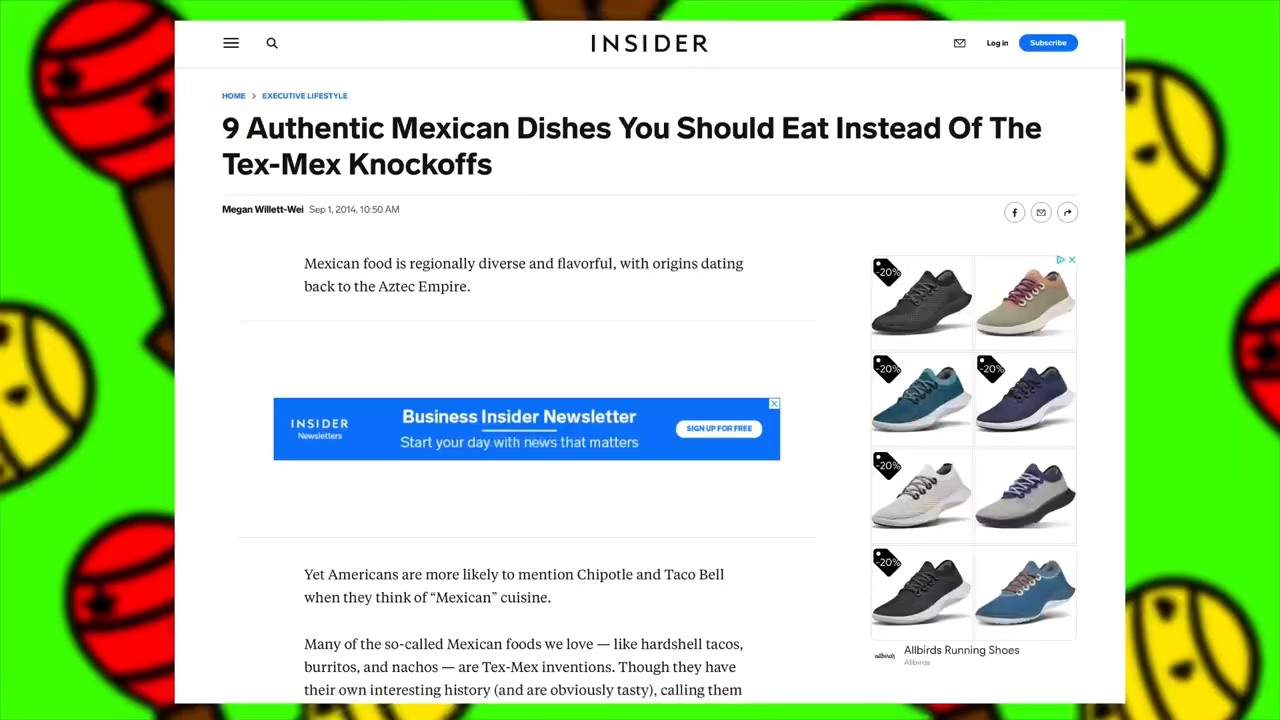 INSIDER
Log in
Subscribe
HOME > EXECUTIVE LIFESTYLE
9 Authentic Mexican Dishes You Should Eat Instead Of The
Tex-Mex Knockoffs
Megan Willett-Wei Sep 1, 2014, 10:50 AM
Mexican food is regionally diverse and flavorful, with origins dating
back to the Aztec Empire.
INSIDER
Newsletters
Business Insider Newsletter
Start your day with news that matters
SIGN UP FOR FREE
Yet Americans are more likely to mention Chipotle and Taco Bell
when they think of “Mexican” cuisine.
Many of the so-called Mexican foods we love — like hardshell tacos,
burritos, and nachos — are Tex-Mex inventions. Though they have
their own interesting history (and are obviously tasty), calling them
-20%
-20%
-20%
-20%
-20%
allbirds
Allbirds Running Shoes
Allbirds